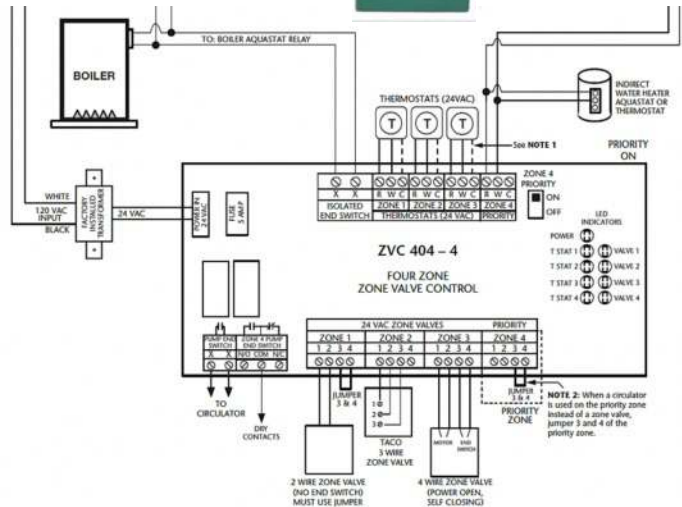 TO: BOILER AQUASTAT RELAY
BOILER
INDIRECT
WATER HEATER
AQUASTAT OR
THERMOSTAT
THERMOSTATS (24VAC)
T T T
See NOTE 1
PRIORITY
ON
WHITE
120 VAC
INPUT
BLACK
FACTORY
INSTALLED
TRANSFORMER
24 VAC
POWER IN
24 VAC
FUSE
5 AMP
X X R W C R W C R W C R W C
ISOLATED
END SWITCH
ZONE 1 ZONE 2 ZONE 3 ZONE 4
THERMOSTATS (24 VAC) PRIORITY
ZONE 4
PRIORITY
ON
OFF
LED
INDICATORS
POWER
T STAT 1 VALVE 1
T STAT 2 VALVE 2
T STAT 3 VALVE 3
T STAT 4 VALVE 4
ZVC 404 – 4
FOUR ZONE
ZONE VALVE CONTROL
PUMP END
SWITCH
X X
ZONE 4 PUMP
END SWITCH
N/O COM N/C
24 VAC ZONE VALVES PRIORITY
ZONE 1 ZONE 2 ZONE 3 ZONE 4
1 2 3 4 1 2 3 4 1 2 3 4 1 2 3 4
TO
CIRCULATOR
DRY
CONTACTS
JUMPER
3 & 4
1
2
3
TACO
3 WIRE
ZONE VALVE
MOTOR END
SWITCH
JUMPER
3 & 4
PRIORITY
ZONE
NOTE 2: When a circulator
is used on the priority zone
instead of a zone valve,
jumper 3 and 4 of the
priority zone.
2 WIRE ZONE VALVE
(NO END SWITCH)
MUST USE JUMPER
4 WIRE ZONE VALVE
(POWER OPEN,
SELF CLOSING)